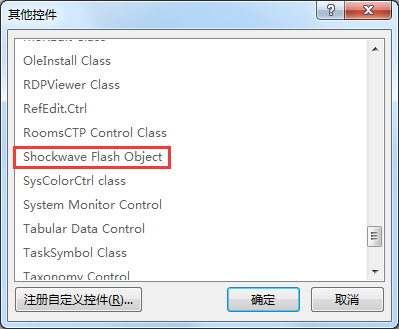 其他控件
OleInstall Class
RDPViewer Class
RefEdit.Ctrl
RoomsCTP Control Class
Shockwave Flash Object
SysColorCtrl class
System Monitor Control
Tabular Data Control
TaskSymbol Class
Taxonomy Control
注册自定义控件(R)...
确定
取消